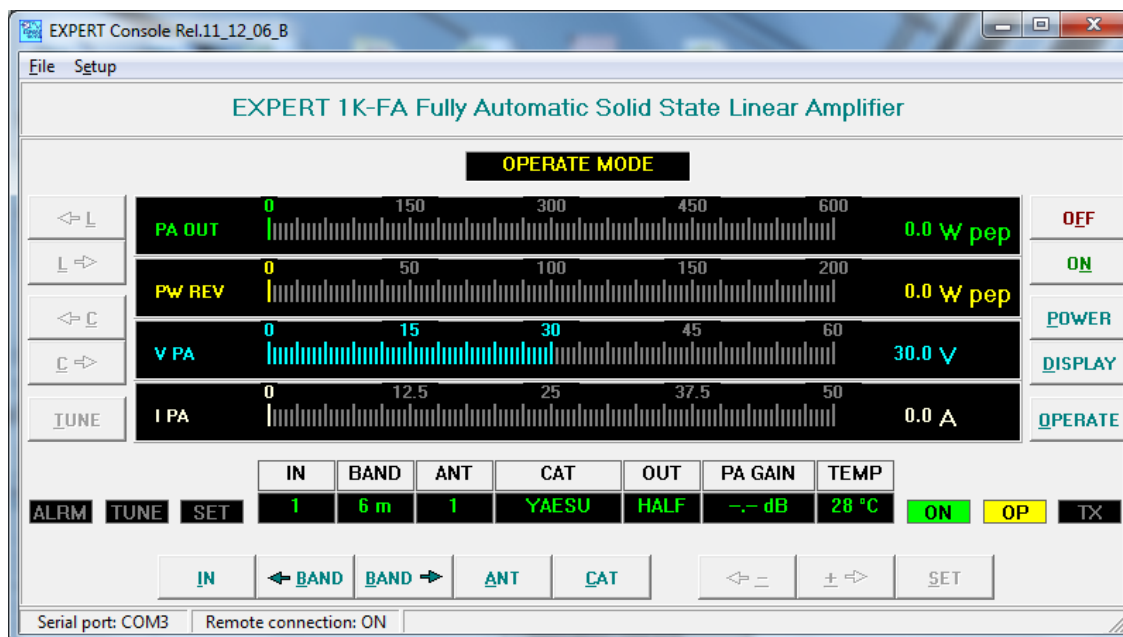 EXPERT Console Rel.11_12_06_B
File Setup
EXPERT 1K-FA Fully Automatic Solid State Linear Amplifier
OPERATE MODE
L
L
C
C
TUNE
0 150 300 450 600
PA OUT 0.0 W pep
0 50 100 150 200
PW REV 0.0 W pep
0 15 30 45 60
V PA 30.0 V
0 12.5 25 37.5 50
I PA 0.0 A
OFF
ON
POWER
DISPLAY
OPERATE
IN BAND ANT CAT OUT PA GAIN TEMP
ALRM TUNE SET 1 6 m 1 YAESU HALF -.- dB 28 °C ON OP TX
IN BAND BAND ANT CAT - + SET
Serial port: COM3 Remote connection: ON